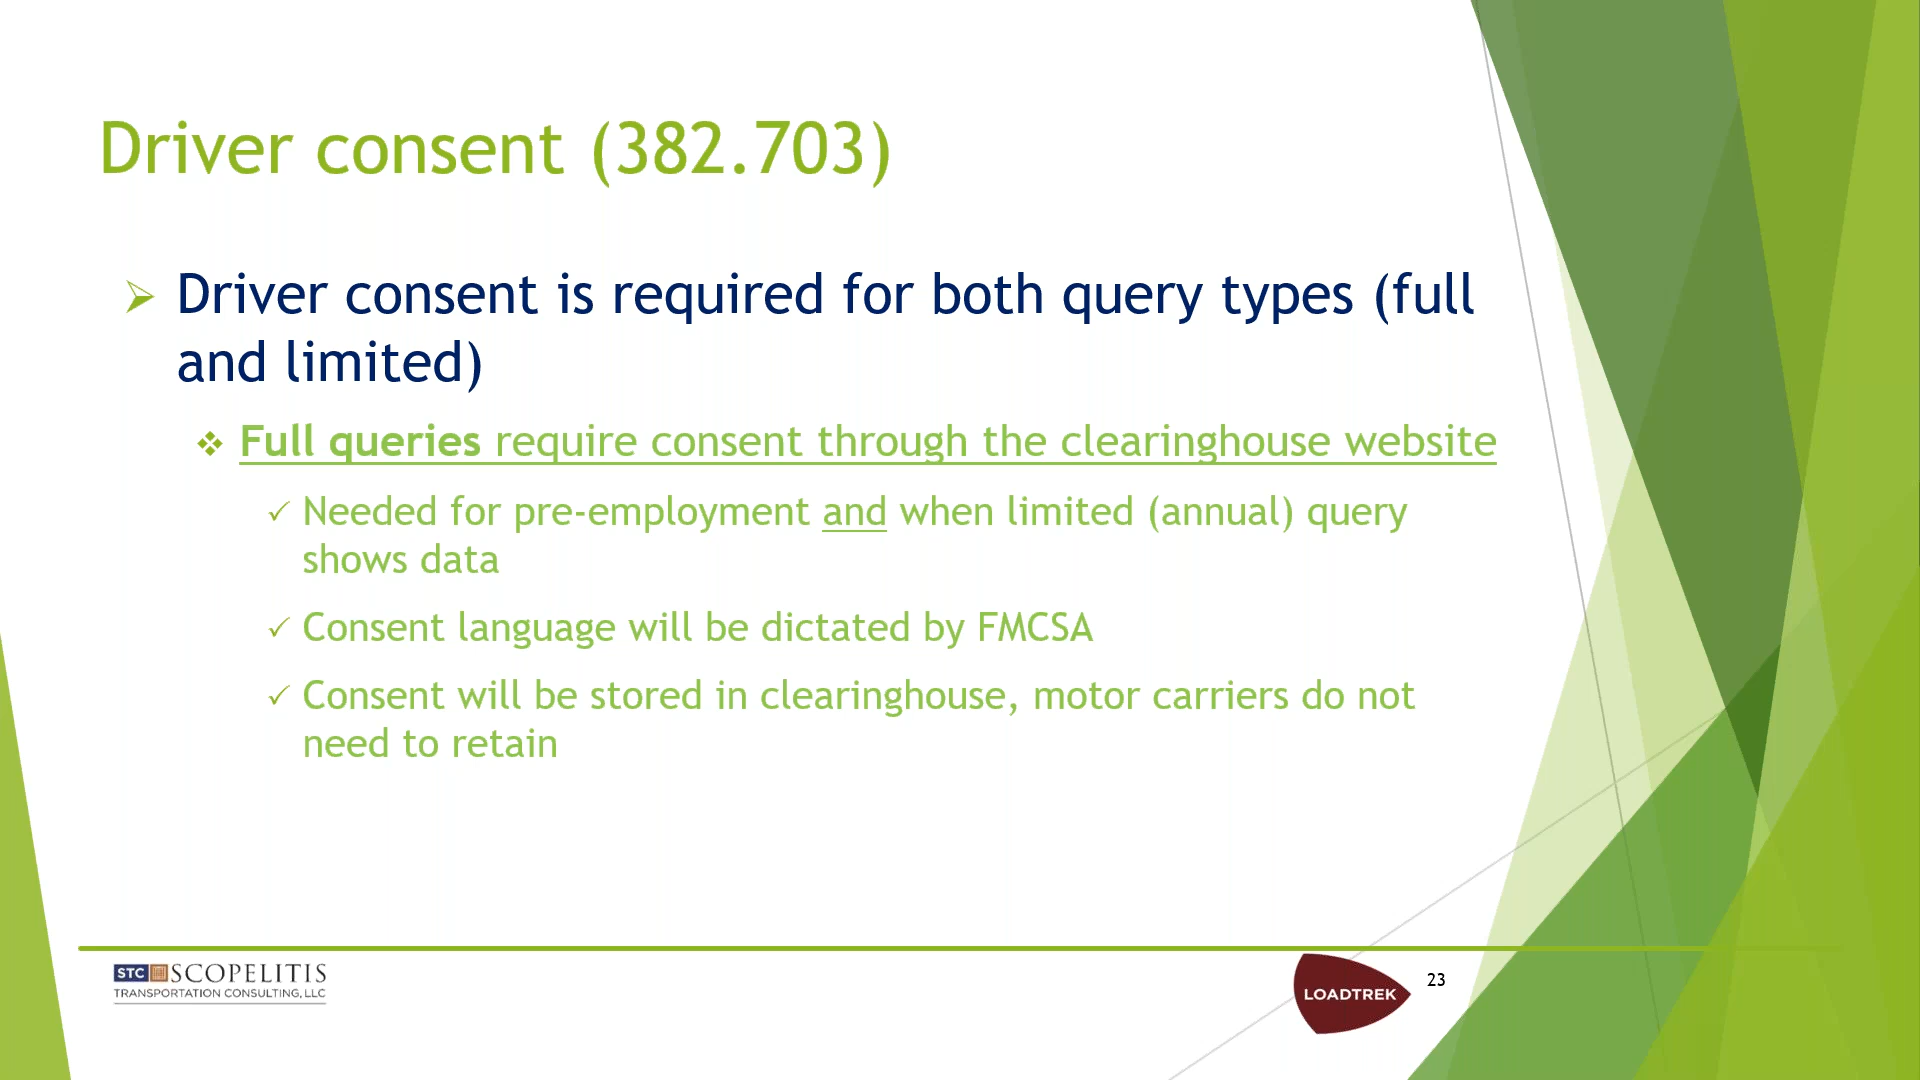 Driver consent (382.703)
Driver consent is required for both query types (full
and limited)
Full queries require consent through the clearinghouse website
Needed for pre-employment and when limited (annual) query
shows data
Consent language will be dictated by FMCSA
Consent will be stored in clearinghouse, motor carriers do not
need to retain
STC SCOPELITIS
TRANSPORTATION CONSULTING, LLC
LOADTREK
23